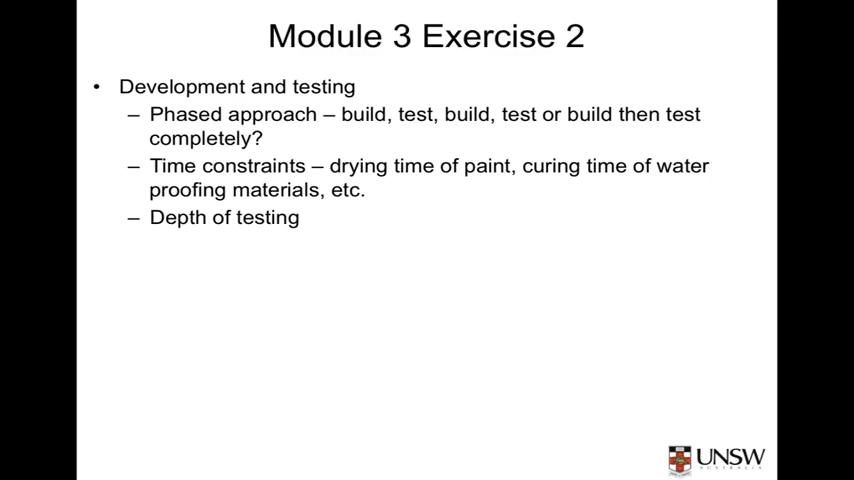 Module 3 Exercise 2
• Development and testing
– Phased approach – build, test, build, test or build then test
completely?
– Time constraints – drying time of paint, curing time of water
proofing materials, etc.
– Depth of testing
UNSW
AUSTRALIA